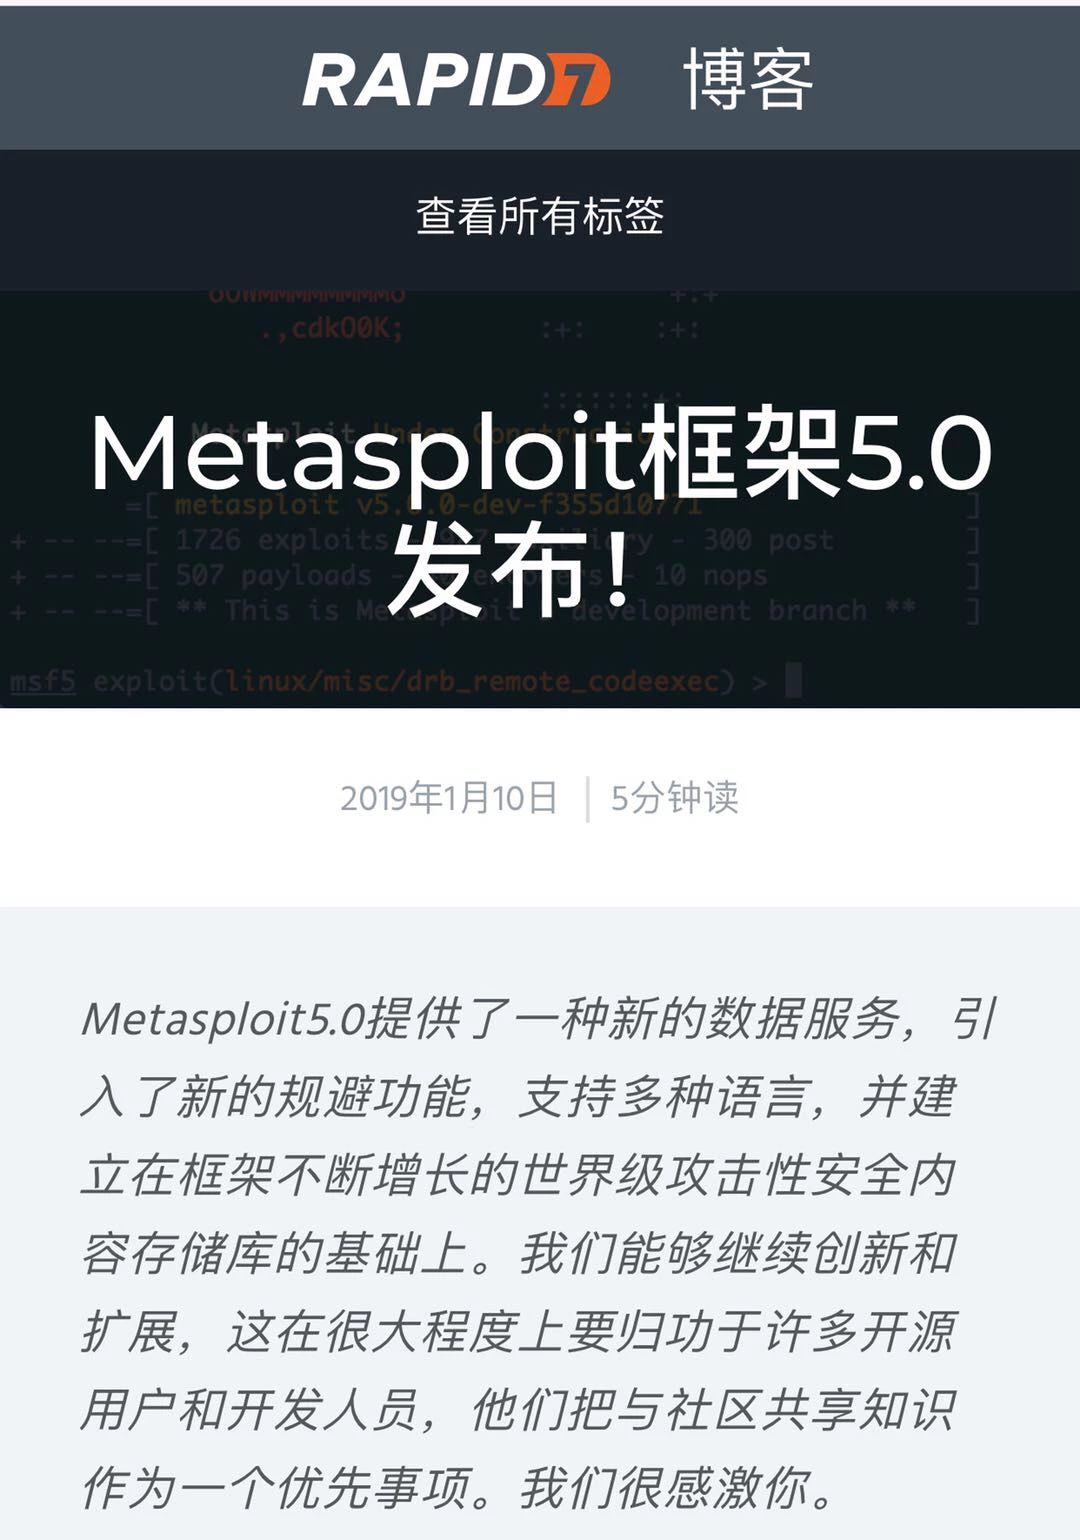 RAPID7 博客
查看所有标签
.,cdkO0K; :+: :+:
Metasploit框架5.0
发布！
=[ metasploit v5.0.0-dev-f355d10771 ]
+ -- --=[ 1726 exploits - 300 post ]
+ -- --=[ 507 payloads - 10 nops ]
+ -- --=[ ** This is Metasploit development branch ** ]
msf5 exploit(linux/misc/drb_remote_codeexec) >
2019年1月10日 | 5分钟读
Metasploit5.0提供了一种新的数据服务，引
入了新的规避功能，支持多种语言，并建
立在框架不断增长的世界级攻击性安全内
容存储库的基础上。我们能够继续创新和
扩展，这在很大程度上要归功于许多开源
用户和开发人员，他们把与社区共享知识
作为一个优先事项。我们很感激你。